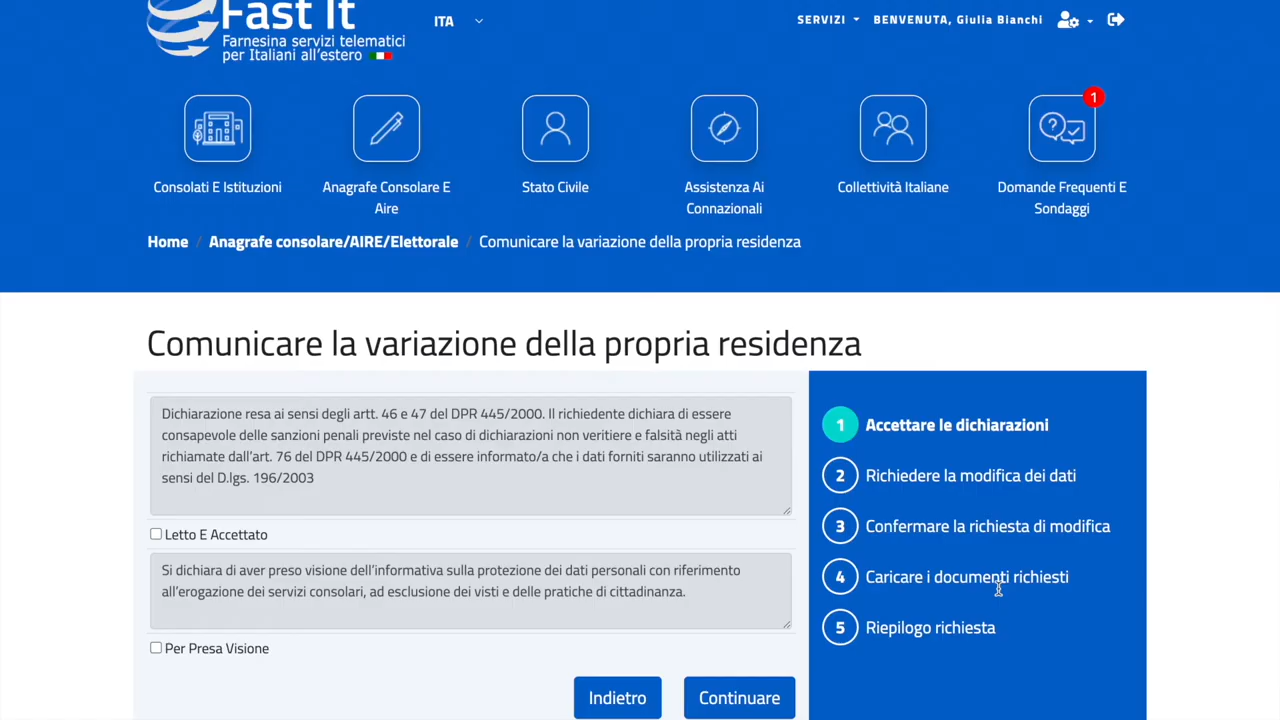 Fast It
Farnesina servizi telematici
per Italiani all'estero
ITA
SERVIZI
BENVENUTA, Giulia Bianchi
1
Consolati E Istituzioni
Anagrafe Consolare E
Aire
Stato Civile
Assistenza Ai
Connazionali
Collettività Italiane
Domande Frequenti E
Sondaggi
Home / Anagrafe consolare/AIRE/Elettorale / Comunicare la variazione della propria residenza
Comunicare la variazione della propria residenza
Dichiarazione resa ai sensi degli artt. 46 e 47 del DPR 445/2000. Il richiedente dichiara di essere
consapevole delle sanzioni penali previste nel caso di dichiarazioni non veritiere e falsità negli atti
richiamate dall'art. 76 del DPR 445/2000 e di essere informato/a che i dati forniti saranno utilizzati ai
sensi del D.lgs. 196/2003
Letto E Accettato
Si dichiara di aver preso visione dell'informativa sulla protezione dei dati personali con riferimento
all'erogazione dei servizi consolari, ad esclusione dei visti e delle pratiche di cittadinanza.
Per Presa Visione
Indietro
Continuare
1 Accettare le dichiarazioni
2 Richiedere la modifica dei dati
3 Confermare la richiesta di modifica
4 Caricare i documenti richiesti
5 Riepilogo richiesta